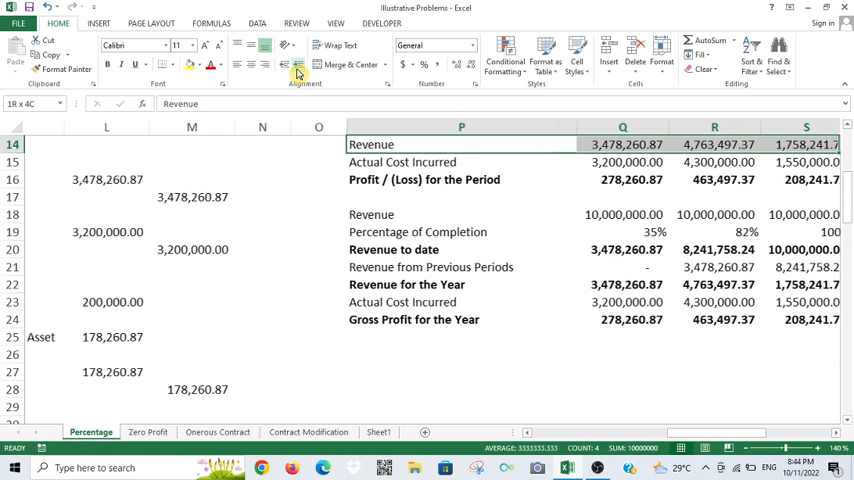 Illustrative Problems - Excel
Sign in
FILE HOME INSERT PAGE LAYOUT FORMULAS DATA REVIEW VIEW DEVELOPER
Paste
Cut
Copy
Format Painter
Clipboard
Calibri 11
B I U
Font
Wrap Text
Merge & Center
Alignment
General
$ % ,
Number
Conditional Formatting
Format as Table
Cell Styles
Styles
Insert Delete Format
Cells
AutoSum
Fill
Clear
Sort & Filter
Find & Select
Editing
1R x 4C fx Revenue
L M N O P Q R S
14 Revenue 3,478,260.87 4,763,497.37 1,758,241.7
15 Actual Cost Incurred 3,200,000.00 4,300,000.00 1,550,000.0
16 3,478,260.87 Profit / (Loss) for the Period 278,260.87 463,497.37 208,241.7
17 3,478,260.87
18 Revenue 10,000,000.00 10,000,000.00 10,000,000.0
19 3,200,000.00 Percentage of Completion 35% 82% 100
20 3,200,000.00 Revenue to date 3,478,260.87 8,241,758.24 10,000,000.0
21 Revenue from Previous Periods - 3,478,260.87 8,241,758.2
22 Revenue for the Year 3,478,260.87 4,763,497.37 1,758,241.7
23 200,000.00 Actual Cost Incurred 3,200,000.00 4,300,000.00 1,550,000.0
24 Gross Profit for the Year 278,260.87 463,497.37 208,241.7
25 Asset 178,260.87
26
27 178,260.87
28 178,260.87
29
Percentage Zero Profit Onerous Contract Contract Modification Sheet1
READY AVERAGE: 3333333.333 COUNT: 4 SUM: 10000000 140 %
Type here to search 29°C ENG 8:44 PM
10/11/2022